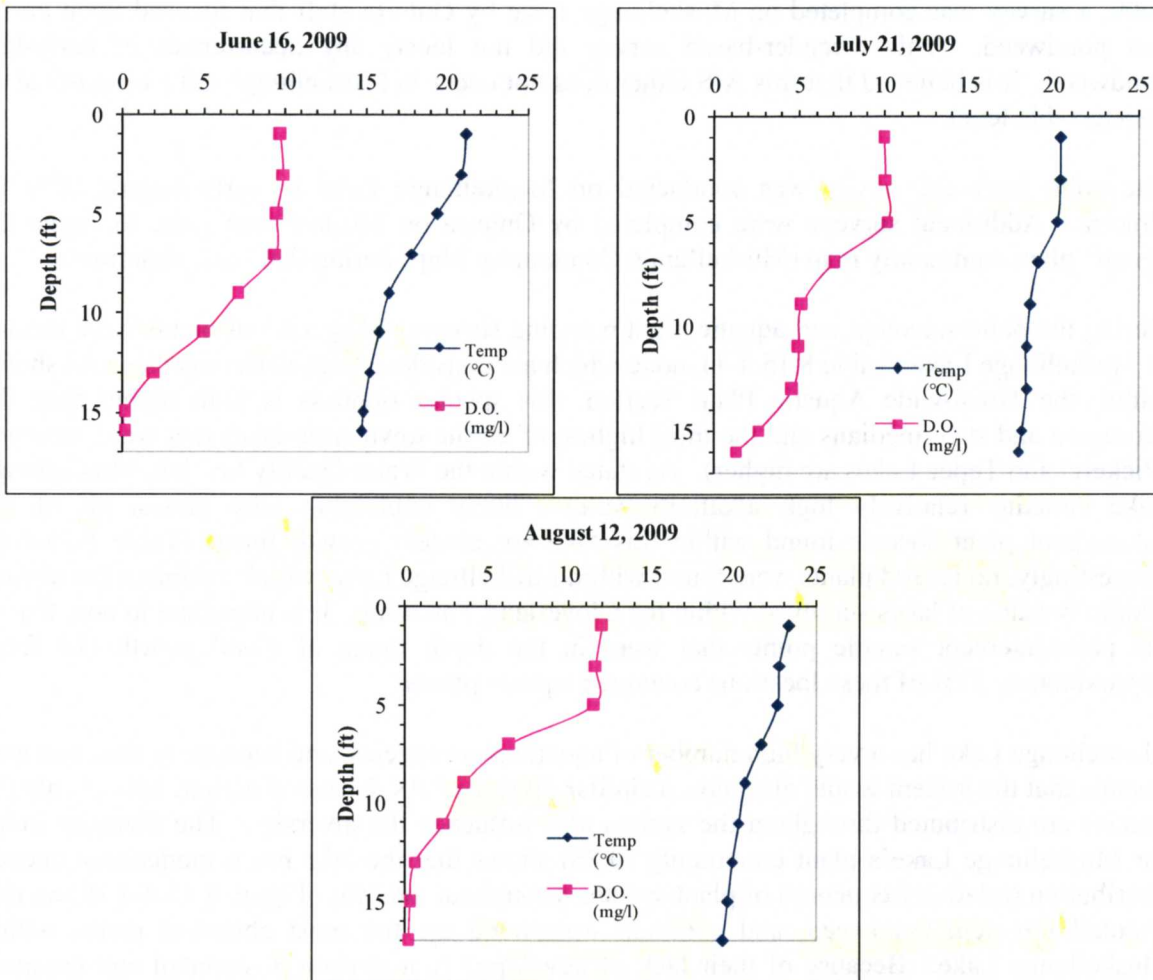 June 16, 2009
0 5 10 15 20 25
0
5
10
15
Depth (ft)
Temp
(°C)
D.O.
(mg/l)
July 21, 2009
0 5 10 15 20 25
0
5
10
15
Depth (ft)
Temp
(°C)
D.O.
(mg/l)
August 12, 2009
0 5 10 15 20 25
0
5
10
15
Depth (ft)
Temp
(°C)
D.O.
(mg/l)